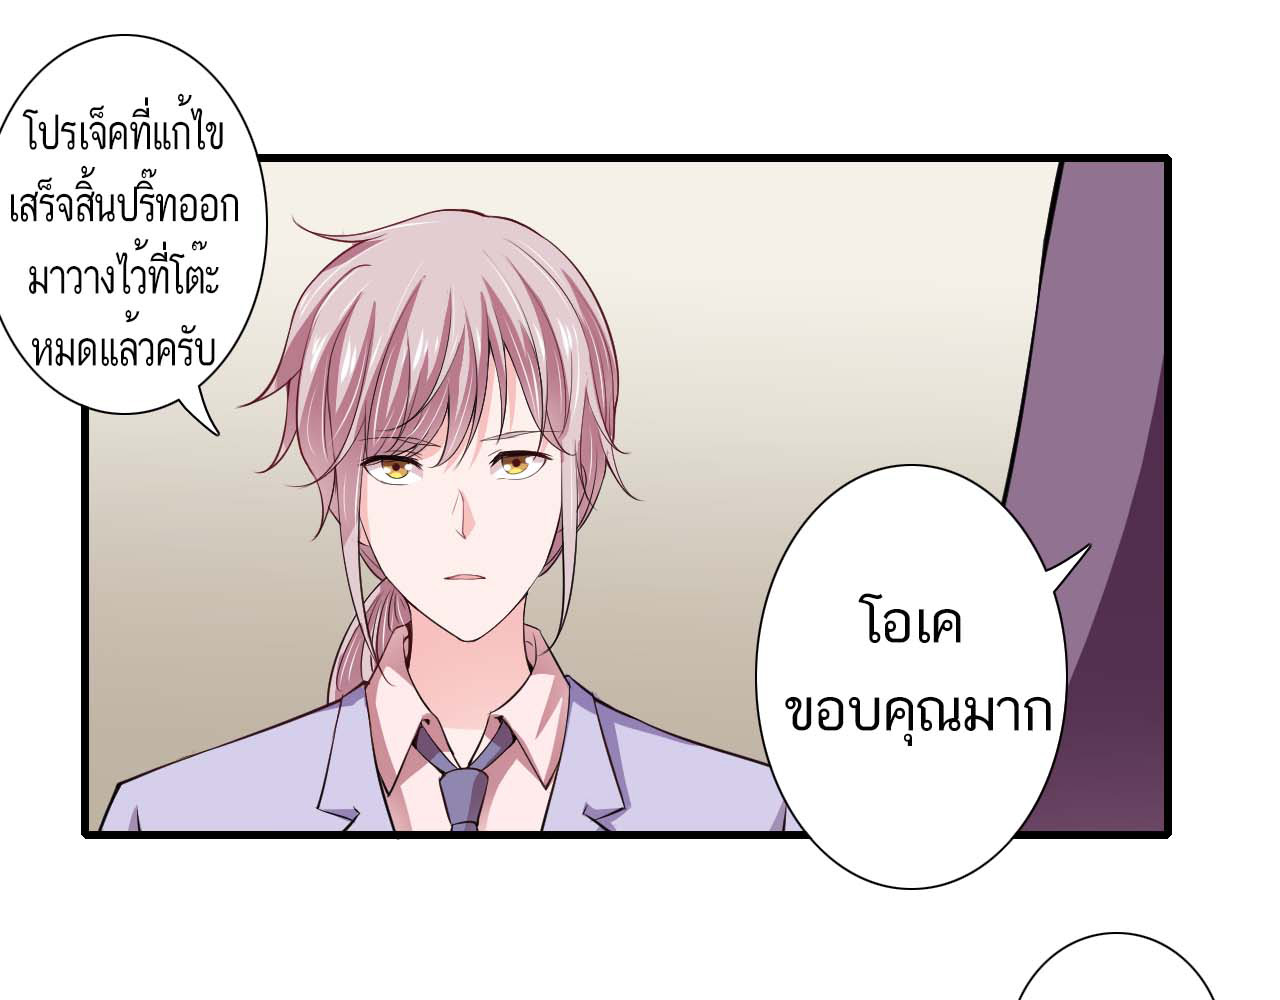 โปรเจ็คที่แก้ไข
เสร็จสิ้นปริ๊ทออก
มาวางไว้ที่โต๊ะ
หมดแล้วครับ
โอเค
ขอบคุณมาก